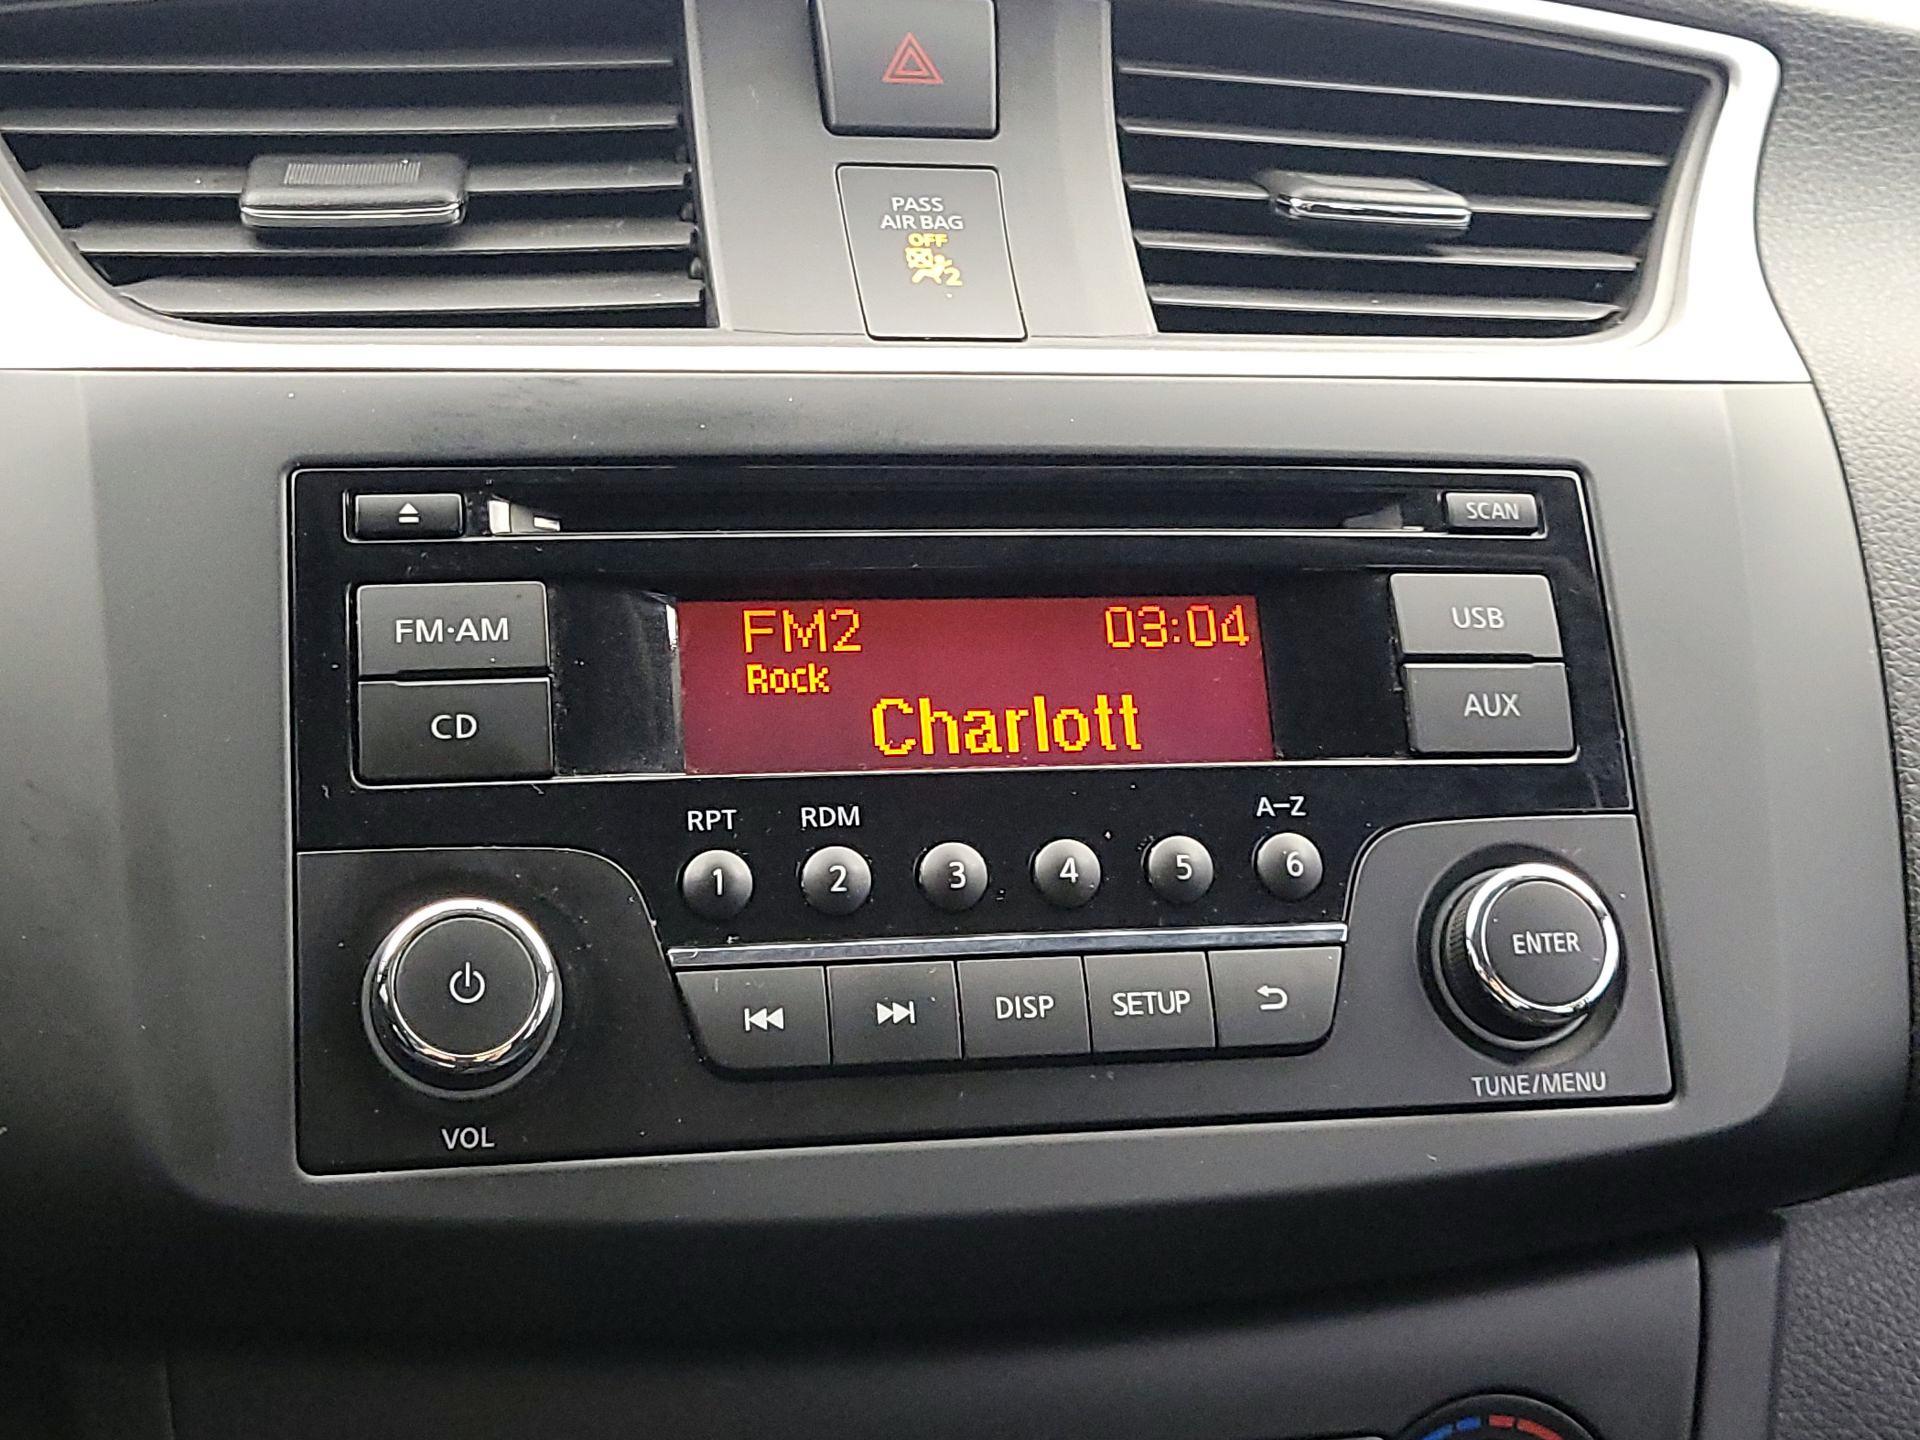 PASS
AIR BAG
OFF
2
SCAN
FM·AM
USB
FM2 03:04
Rock
CD
Charlott
AUX
RPT RDM A-Z
1 2 3 4 5 6
ENTER
DISP SETUP
TUNE/MENU
VOL